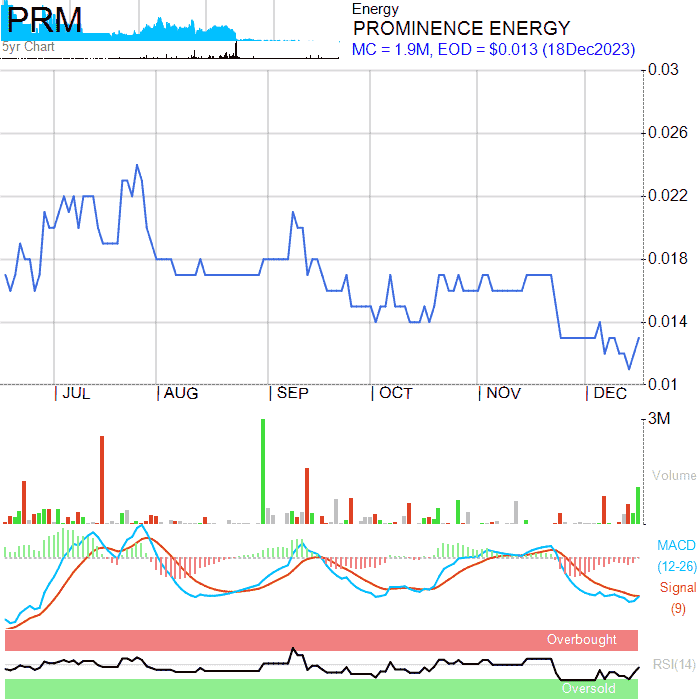 PRM
5yr Chart
Energy
PROMINENCE ENERGY
MC = 1.9M, EOD = $0.013 (18Dec2023)
0.03
0.026
0.022
0.018
0.014
0.01
JUL AUG SEP OCT NOV DEC
3M
Volume
MACD
(12-26)
Signal
(9)
Overbought
RSI(14)
Oversold